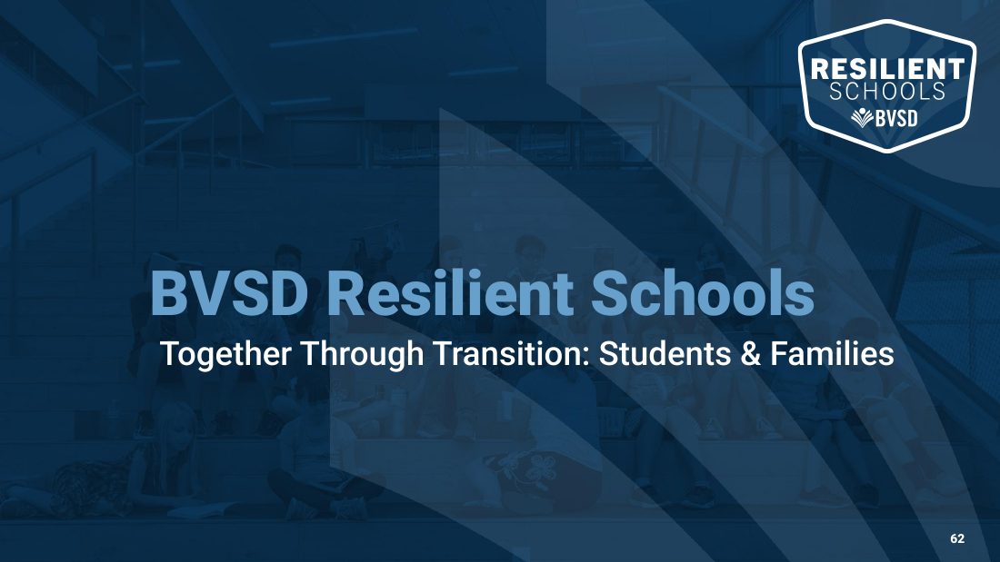 RESILIENT
SCHOOLS
BVSD
BVSD Resilient Schools
Together Through Transition: Students & Families
62